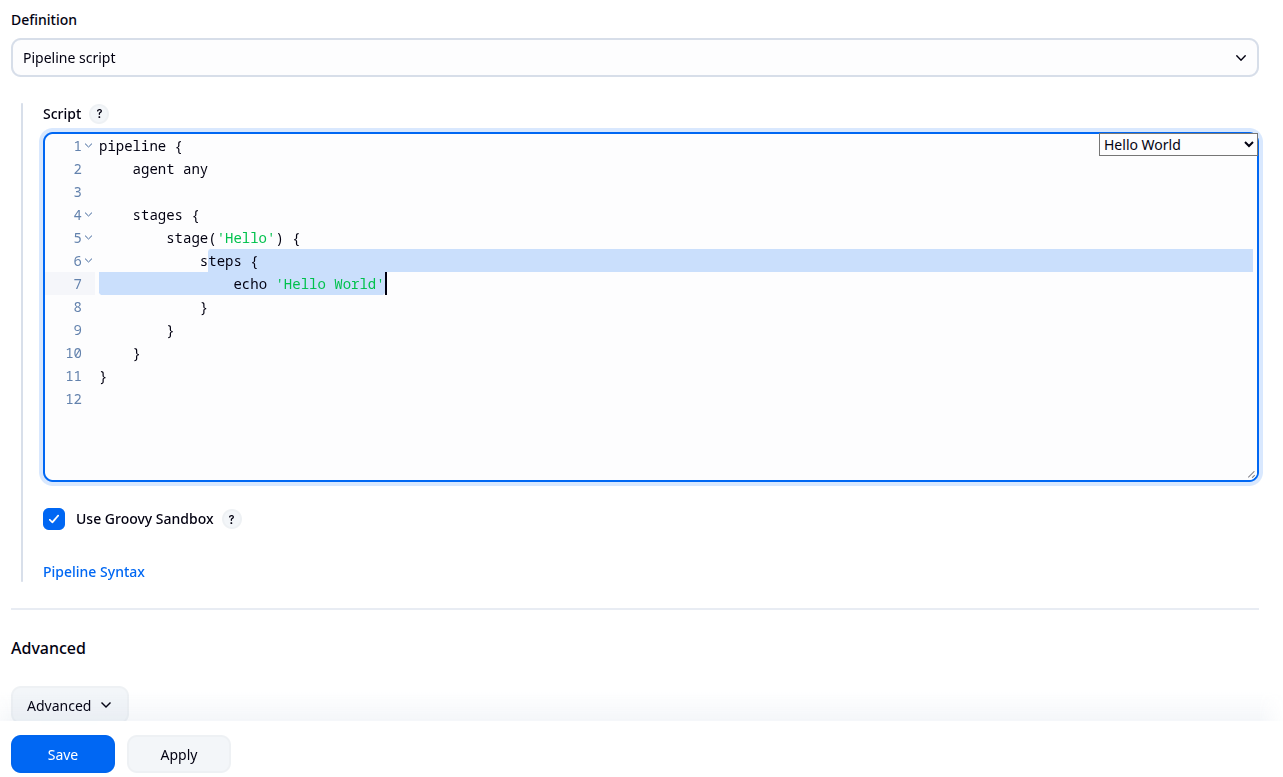 Definition
Pipeline script
Script ?
Hello World
1 pipeline {
2     agent any
3
4     stages {
5         stage('Hello') {
6             steps {
7                 echo 'Hello World'
8             }
9         }
10     }
11 }
12
Use Groovy Sandbox ?
Pipeline Syntax
Advanced
Advanced
Save Apply